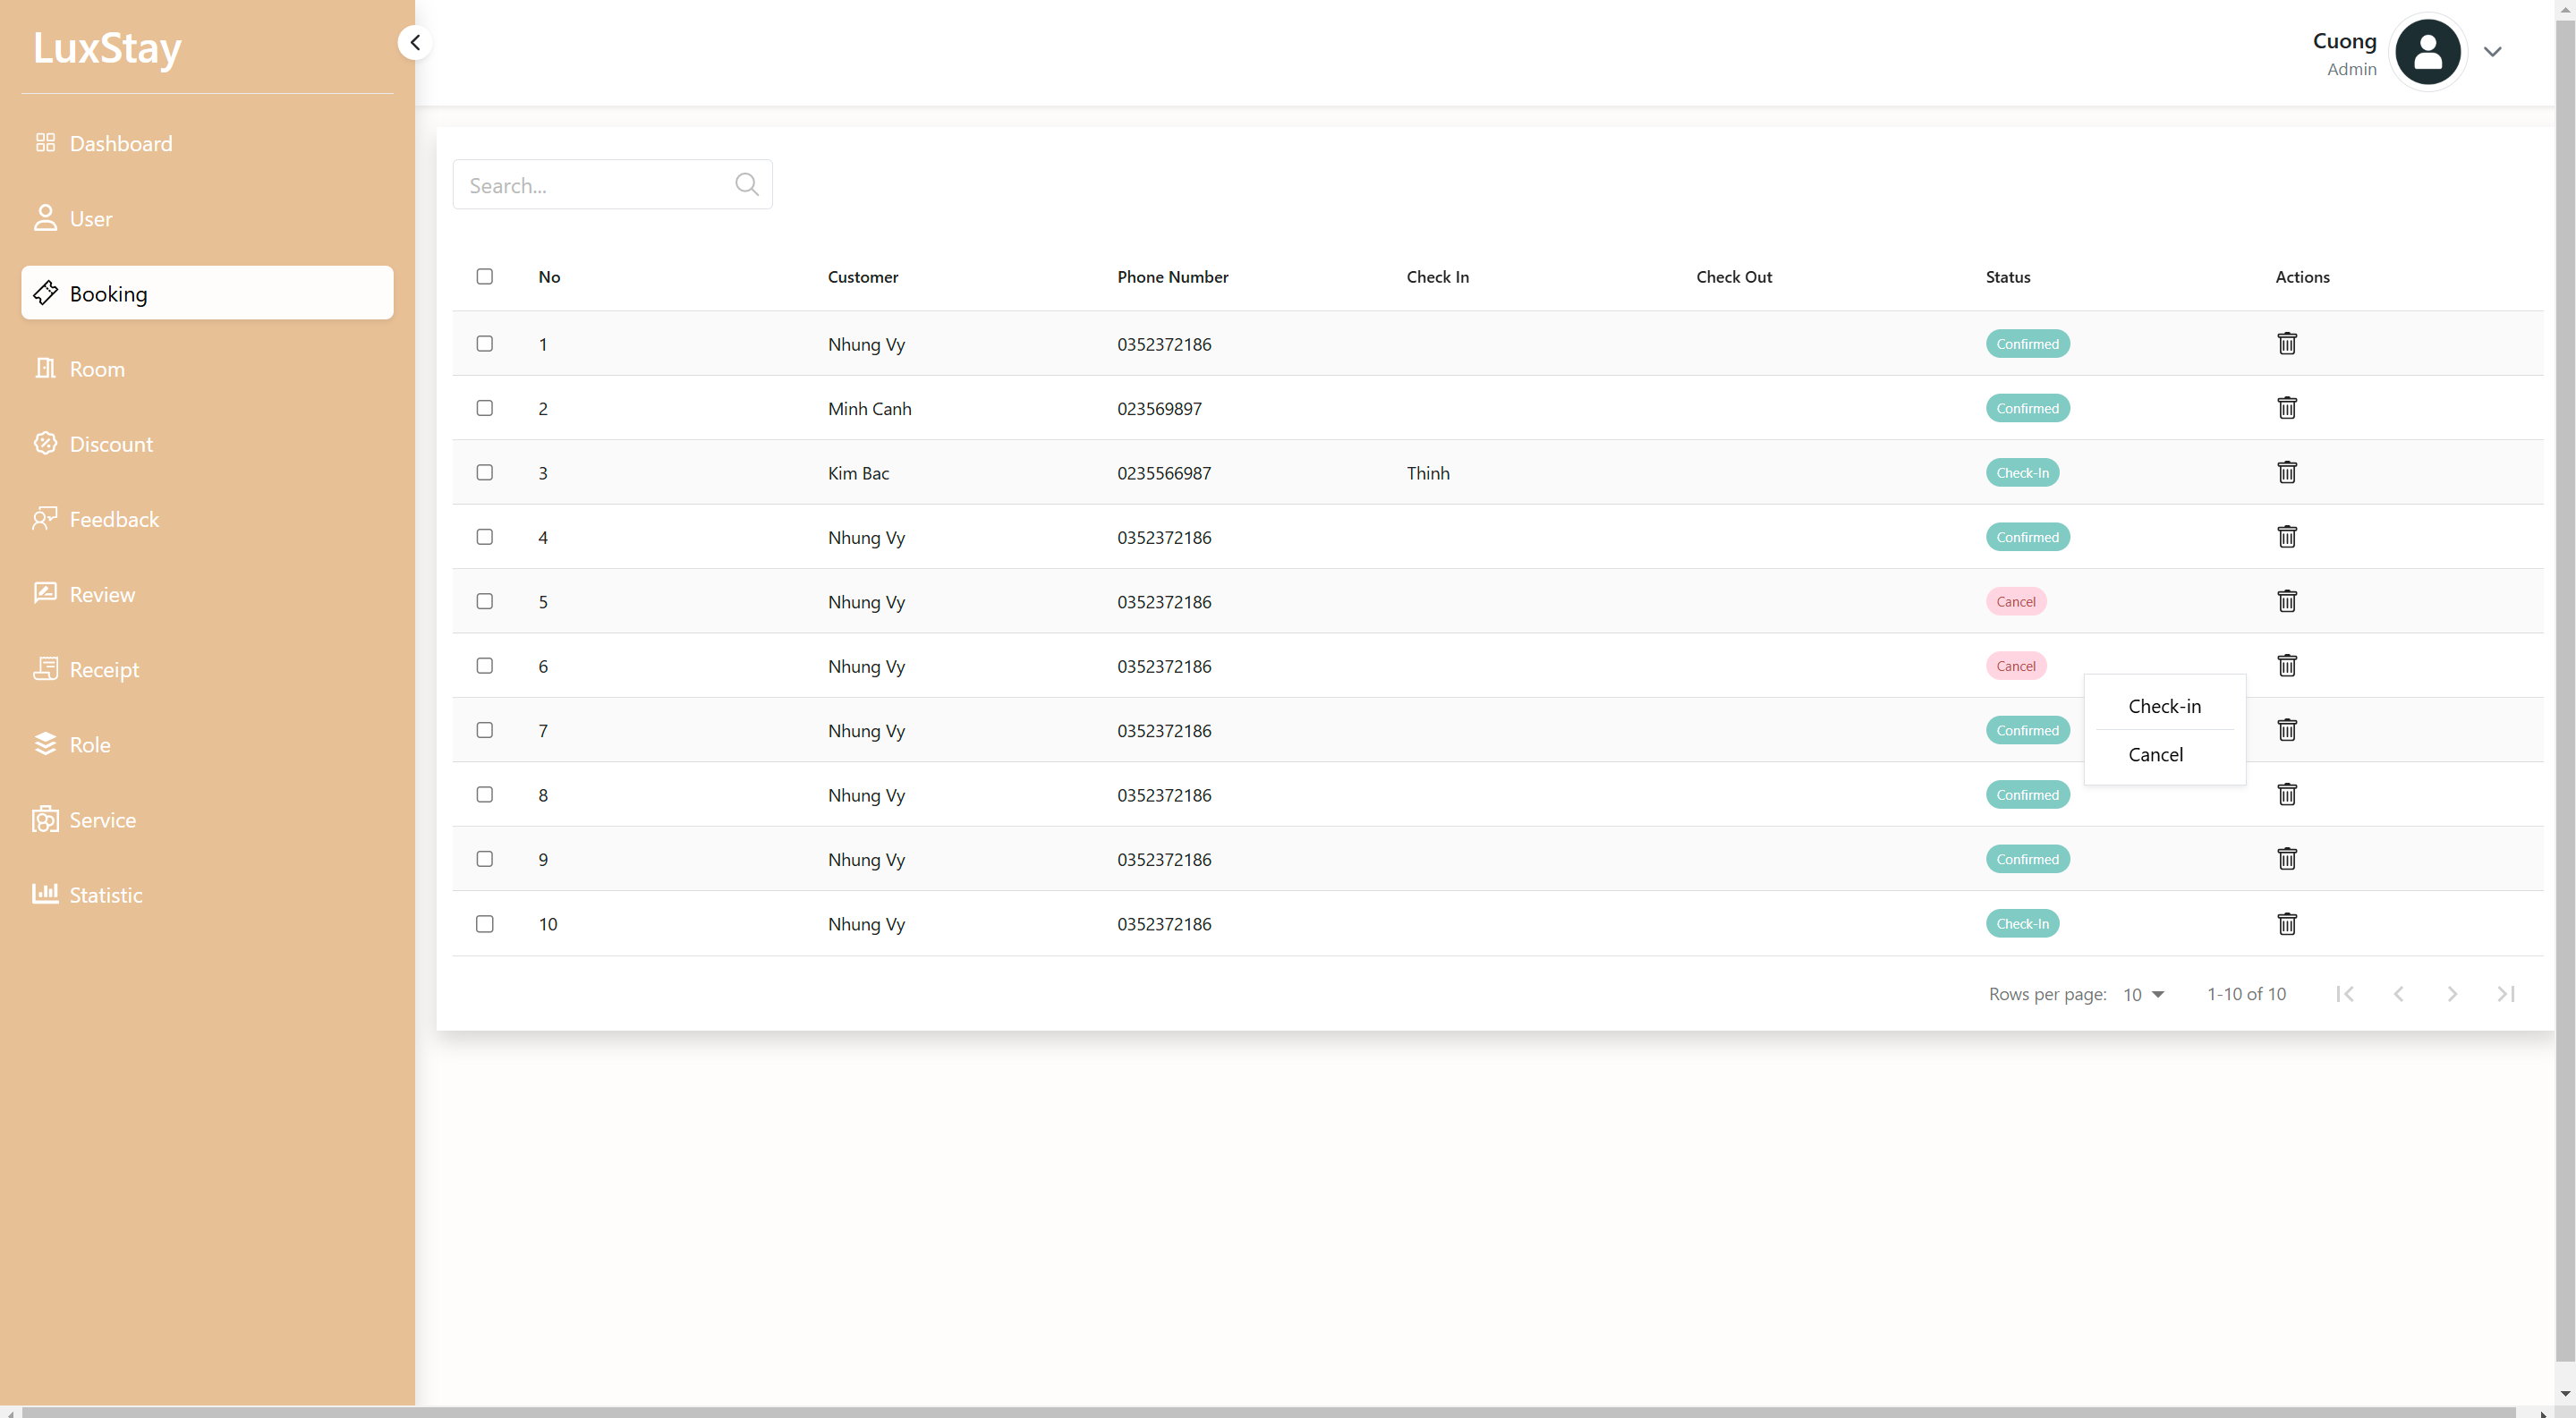 LuxStay
Dashboard
User
Booking
Room
Discount
Feedback
Review
Receipt
Role
Service
Statistic
Cuong
Admin
Search...
No Customer Phone Number Check In Check Out Status Actions
1 Nhung Vy 0352372186 Confirmed
2 Minh Canh 023569897 Confirmed
3 Kim Bac 0235566987 Thinh Check-In
4 Nhung Vy 0352372186 Confirmed
5 Nhung Vy 0352372186 Cancel
6 Nhung Vy 0352372186 Cancel
Check-in
7 Nhung Vy 0352372186 Confirmed
Cancel
8 Nhung Vy 0352372186 Confirmed
9 Nhung Vy 0352372186 Confirmed
10 Nhung Vy 0352372186 Check-In
Rows per page: 10 1-10 of 10